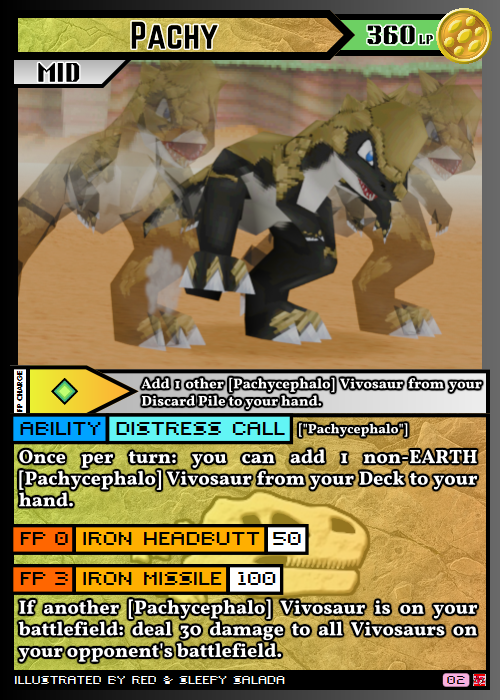 PACHY
360 LP
MID
FP CHARGE
Add 1 other [Pachycephalo] Vivosaur from your
Discard Pile to your hand.
ABILITY DISTRESS CALL ["Pachycephalo"]
Once per turn: you can add 1 non-EARTH
[Pachycephalo] Vivosaur from your Deck to your
hand.
FP 0 IRON HEADBUTT 50
FP 3 IRON MISSILE 100
If another [Pachycephalo] Vivosaur is on your
battlefield: deal 30 damage to all Vivosaurs on
your opponent's battlefield.
ILLUSTRATED BY RED & SLEEPY SALADA
02